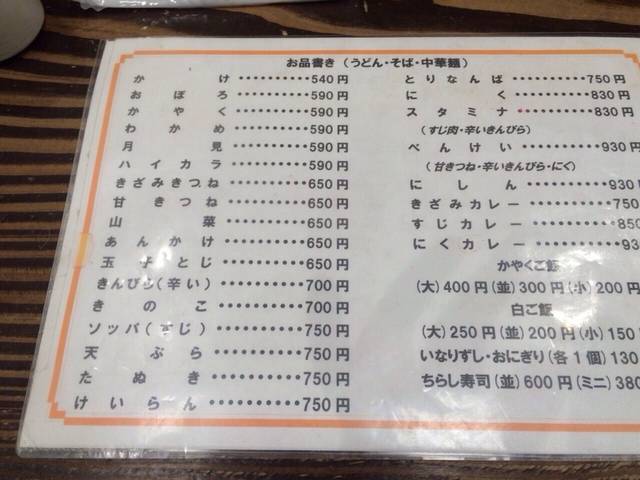 お品書き (うどん・そば・中華麺)
かけ ………… 540円
おぼろ ………… 590円
かやく ………… 590円
わかめ ………… 590円
月見 ………… 590円
ハイカラ ………… 590円
きざみきつね ………… 650円
甘きつね ………… 650円
山菜 ………… 650円
あんかけ ………… 650円
玉子とじ ………… 650円
きんぴら(辛い) ………… 700円
きのこ ………… 700円
ソッパ(すじ) ………… 750円
天ぷら ………… 750円
たぬき ………… 750円
けいらん ………… 750円
とりなんば ………… 750円
にく ………… 830円
スタミナ ………… 830円
(すじ肉・辛いきんぴら)
べんけい ………… 930円
(甘きつね・辛いきんぴら・にく)
にしん ………… 930円
きざみカレー ………… 750
すじカレー ………… 850
にくカレー ………… 93
かやくご飯
(大)400円(並)300円(小)200円
白ご飯
(大)250円(並)200円(小)150
いなりずし・おにぎり(各1個)130
ちらし寿司(並)600円(ミニ)380